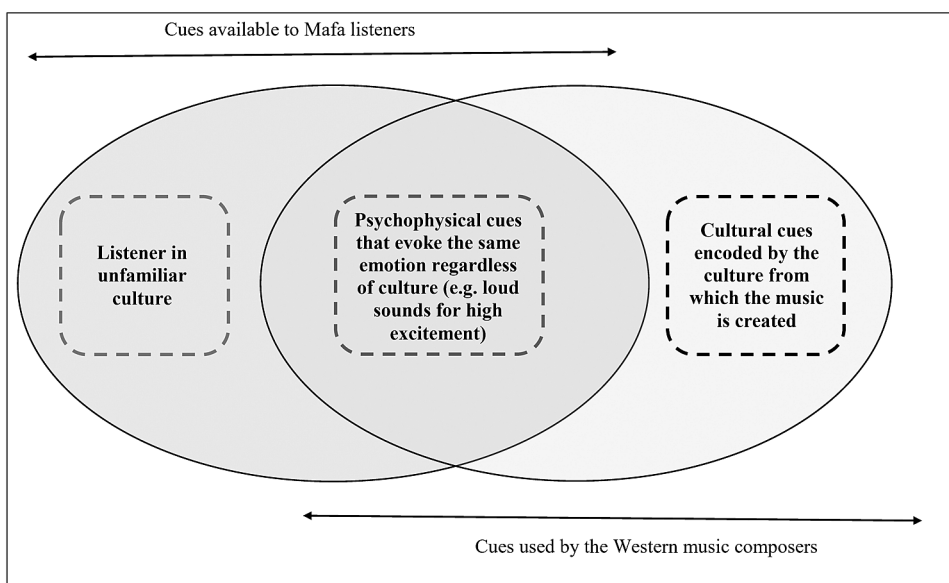 Cues available to Mafa listeners
Listener in
unfamiliar
culture
Psychophysical cues
that evoke the same
emotion regardless
of culture (e.g. loud
sounds for high
excitement)
Cultural cues
encoded by the
culture from
which the music
is created
Cues used by the Western music composers